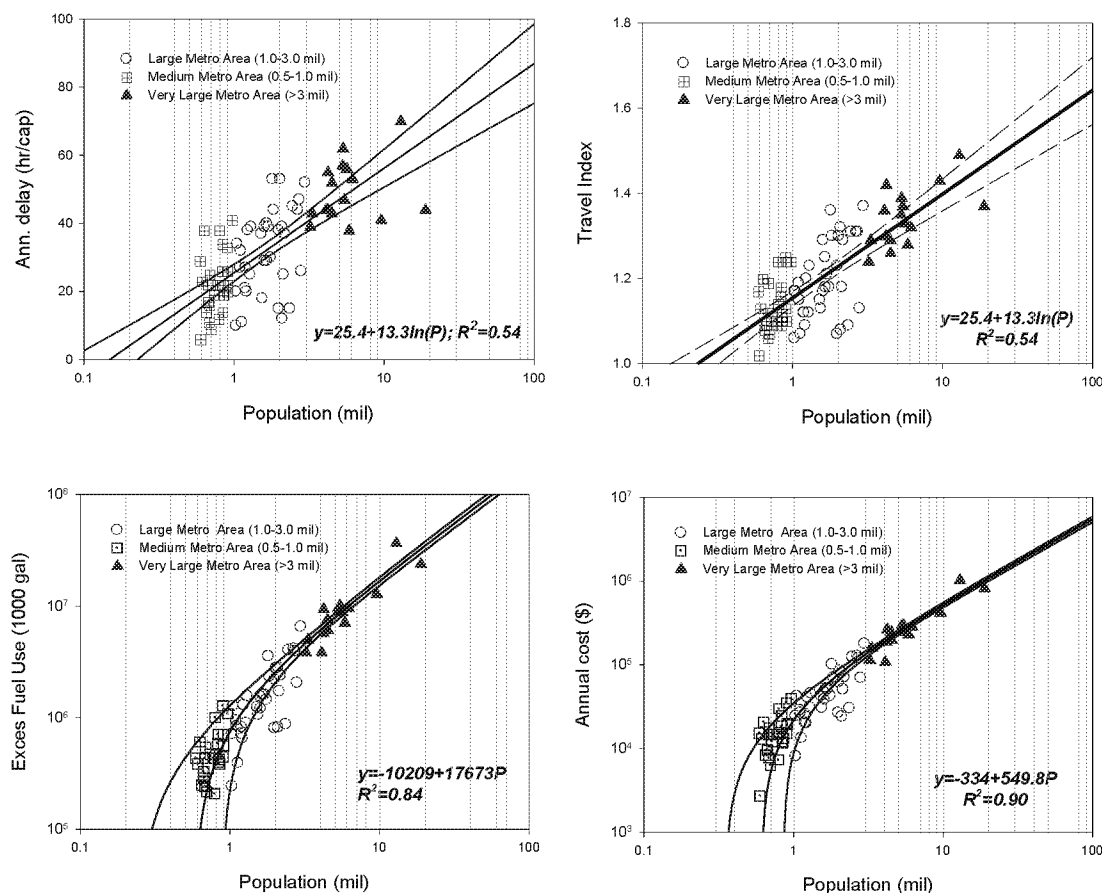 100
80
60
40
20
0
Ann. delay (hr/cap)
Large Metro Area (1.0-3.0 mil)
Medium Metro Area (0.5-1.0 mil)
Very Large Metro Area (>3 mil)
y=25.4+13.3ln(P); R²=0.54
0.1 1 10 100
Population (mil)
1.8
1.6
1.4
1.2
1.0
Travel Index
Large Metro Area (1.0-3.0 mil)
Medium Metro Area (0.5-1.0 mil)
Very Large Metro Area (>3 mil)
y=25.4+13.3ln(P)
R²=0.54
0.1 1 10 100
Population (mil)
10⁸
10⁷
10⁶
10⁵
Excess Fuel Use (1000 gal)
Large Metro Area (1.0-3.0 mil)
Medium Metro Area (0.5-1.0 mil)
Very Large Metro Area (>3 mil)
y=-10209+17673P
R²=0.84
0.1 1 10 100
Population (mil)
10⁷
10⁶
10⁵
10⁴
10³
Annual cost ($)
Large Metro Area (1.0-3.0 mil)
Medium Metro Area (0.5-1.0 mil)
Very Large Metro Area (>3 mil)
y=-334+549.8P
R²=0.90
0.1 1 10 100
Population (mil)